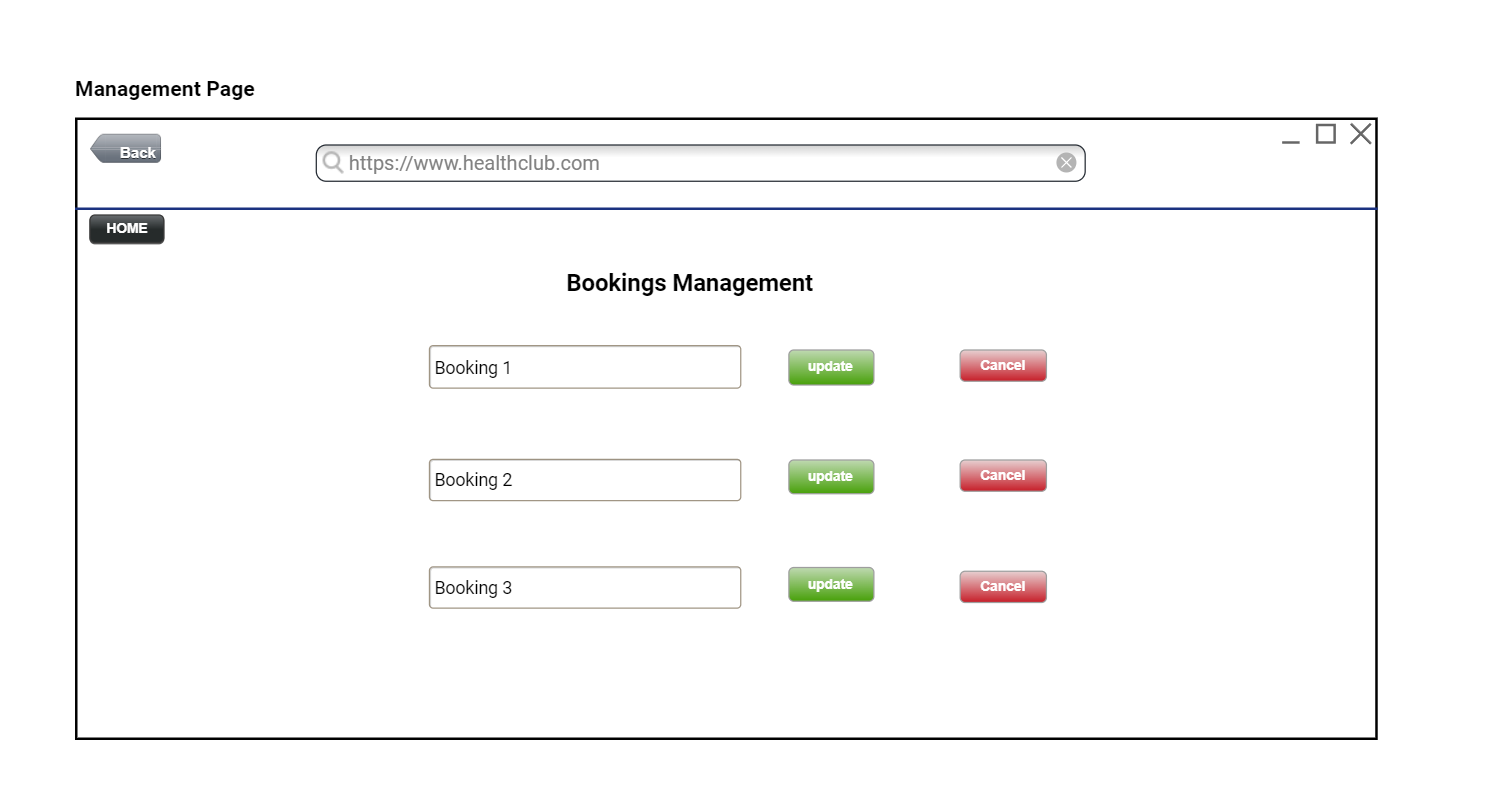 Management Page
Back
https://www.healthclub.com
HOME
Bookings Management
Booking 1 update Cancel
Booking 2 update Cancel
Booking 3 update Cancel